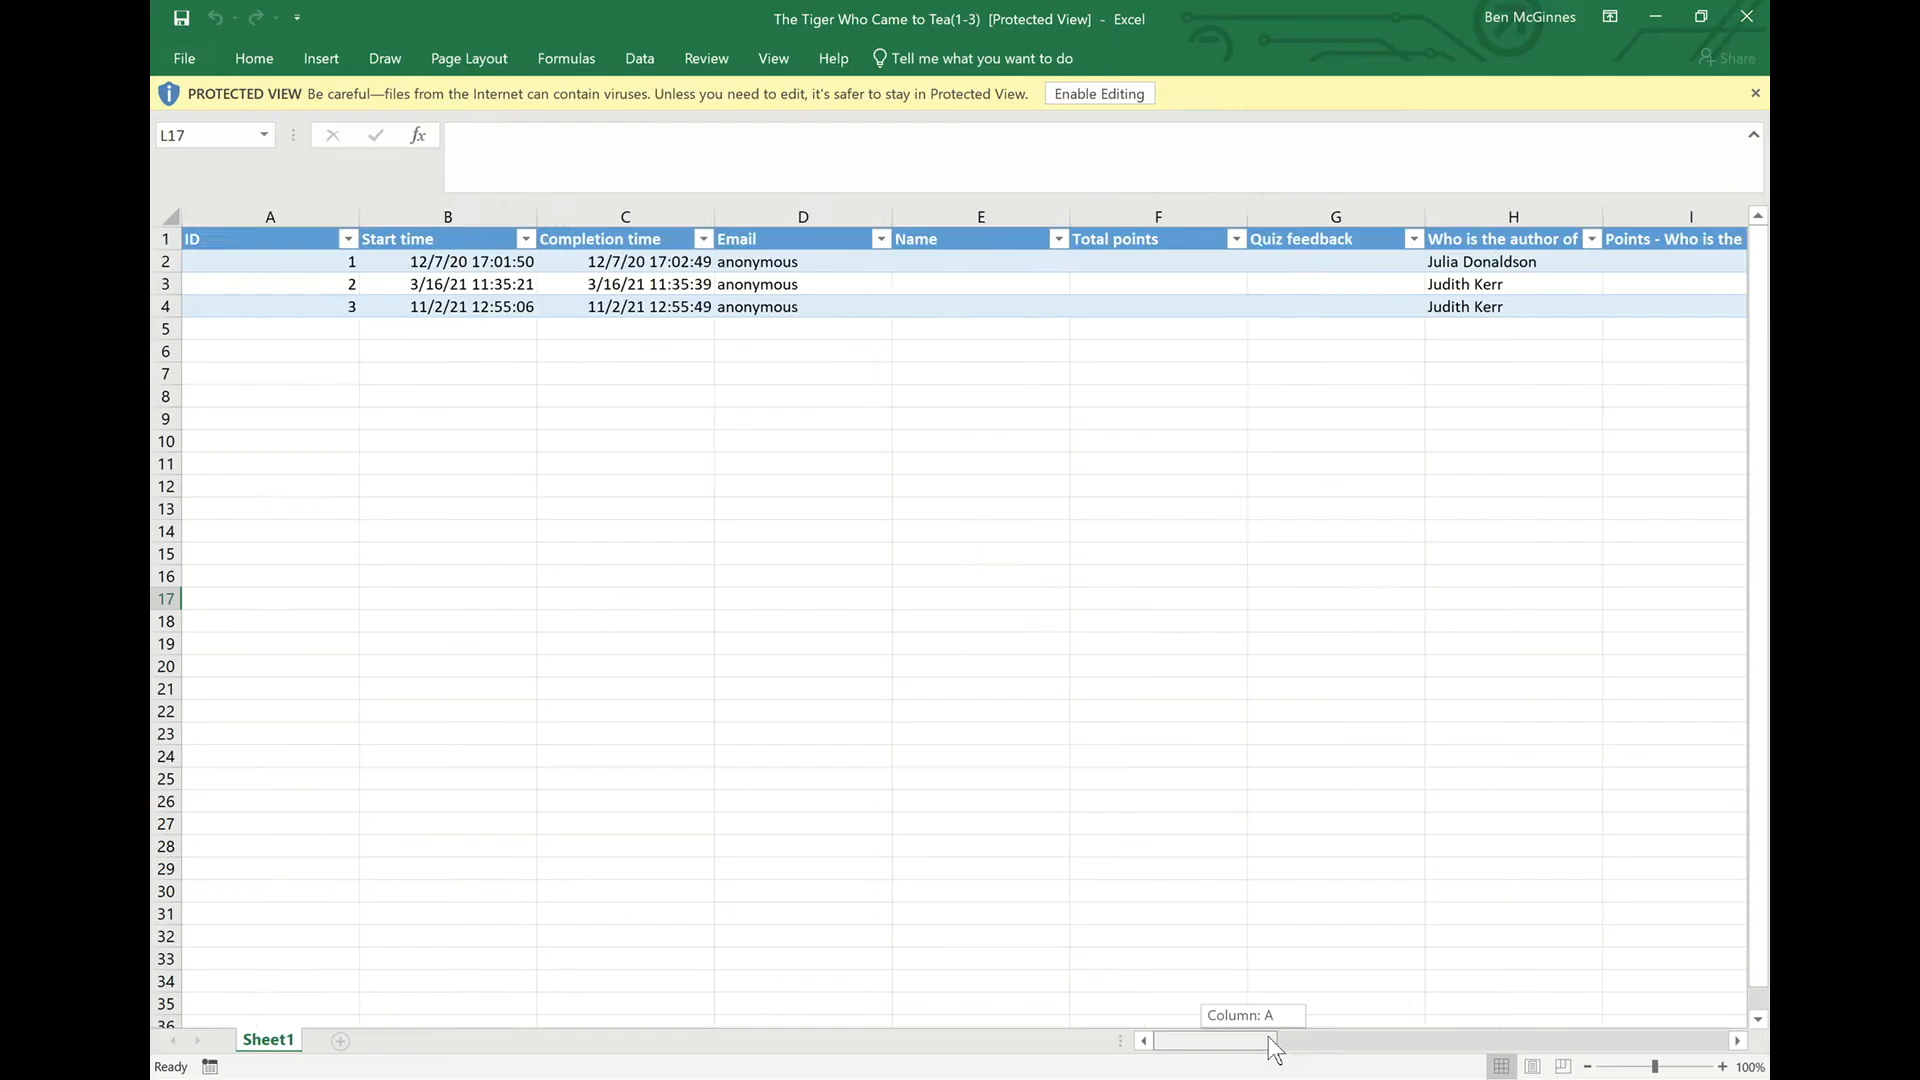 The Tiger Who Came to Tea(1-3) [Protected View] - Excel
Ben McGinnes
File Home Insert Draw Page Layout Formulas Data Review View Help Tell me what you want to do Share
PROTECTED VIEW Be careful—files from the Internet can contain viruses. Unless you need to edit, it's safer to stay in Protected View. Enable Editing
L17 fx
A B C D E F G H I
1 ID Start time Completion time Email Name Total points Quiz feedback Who is the author of Points - Who is the
2 1 12/7/20 17:01:50 12/7/20 17:02:49 anonymous Julia Donaldson
3 2 3/16/21 11:35:21 3/16/21 11:35:39 anonymous Judith Kerr
4 3 11/2/21 12:55:06 11/2/21 12:55:49 anonymous Judith Kerr
5
6
7
8
9
10
11
12
13
14
15
16
17
18
19
20
21
22
23
24
25
26
27
28
29
30
31
32
33
34
35
36
Column: A
Sheet1
Ready 100%